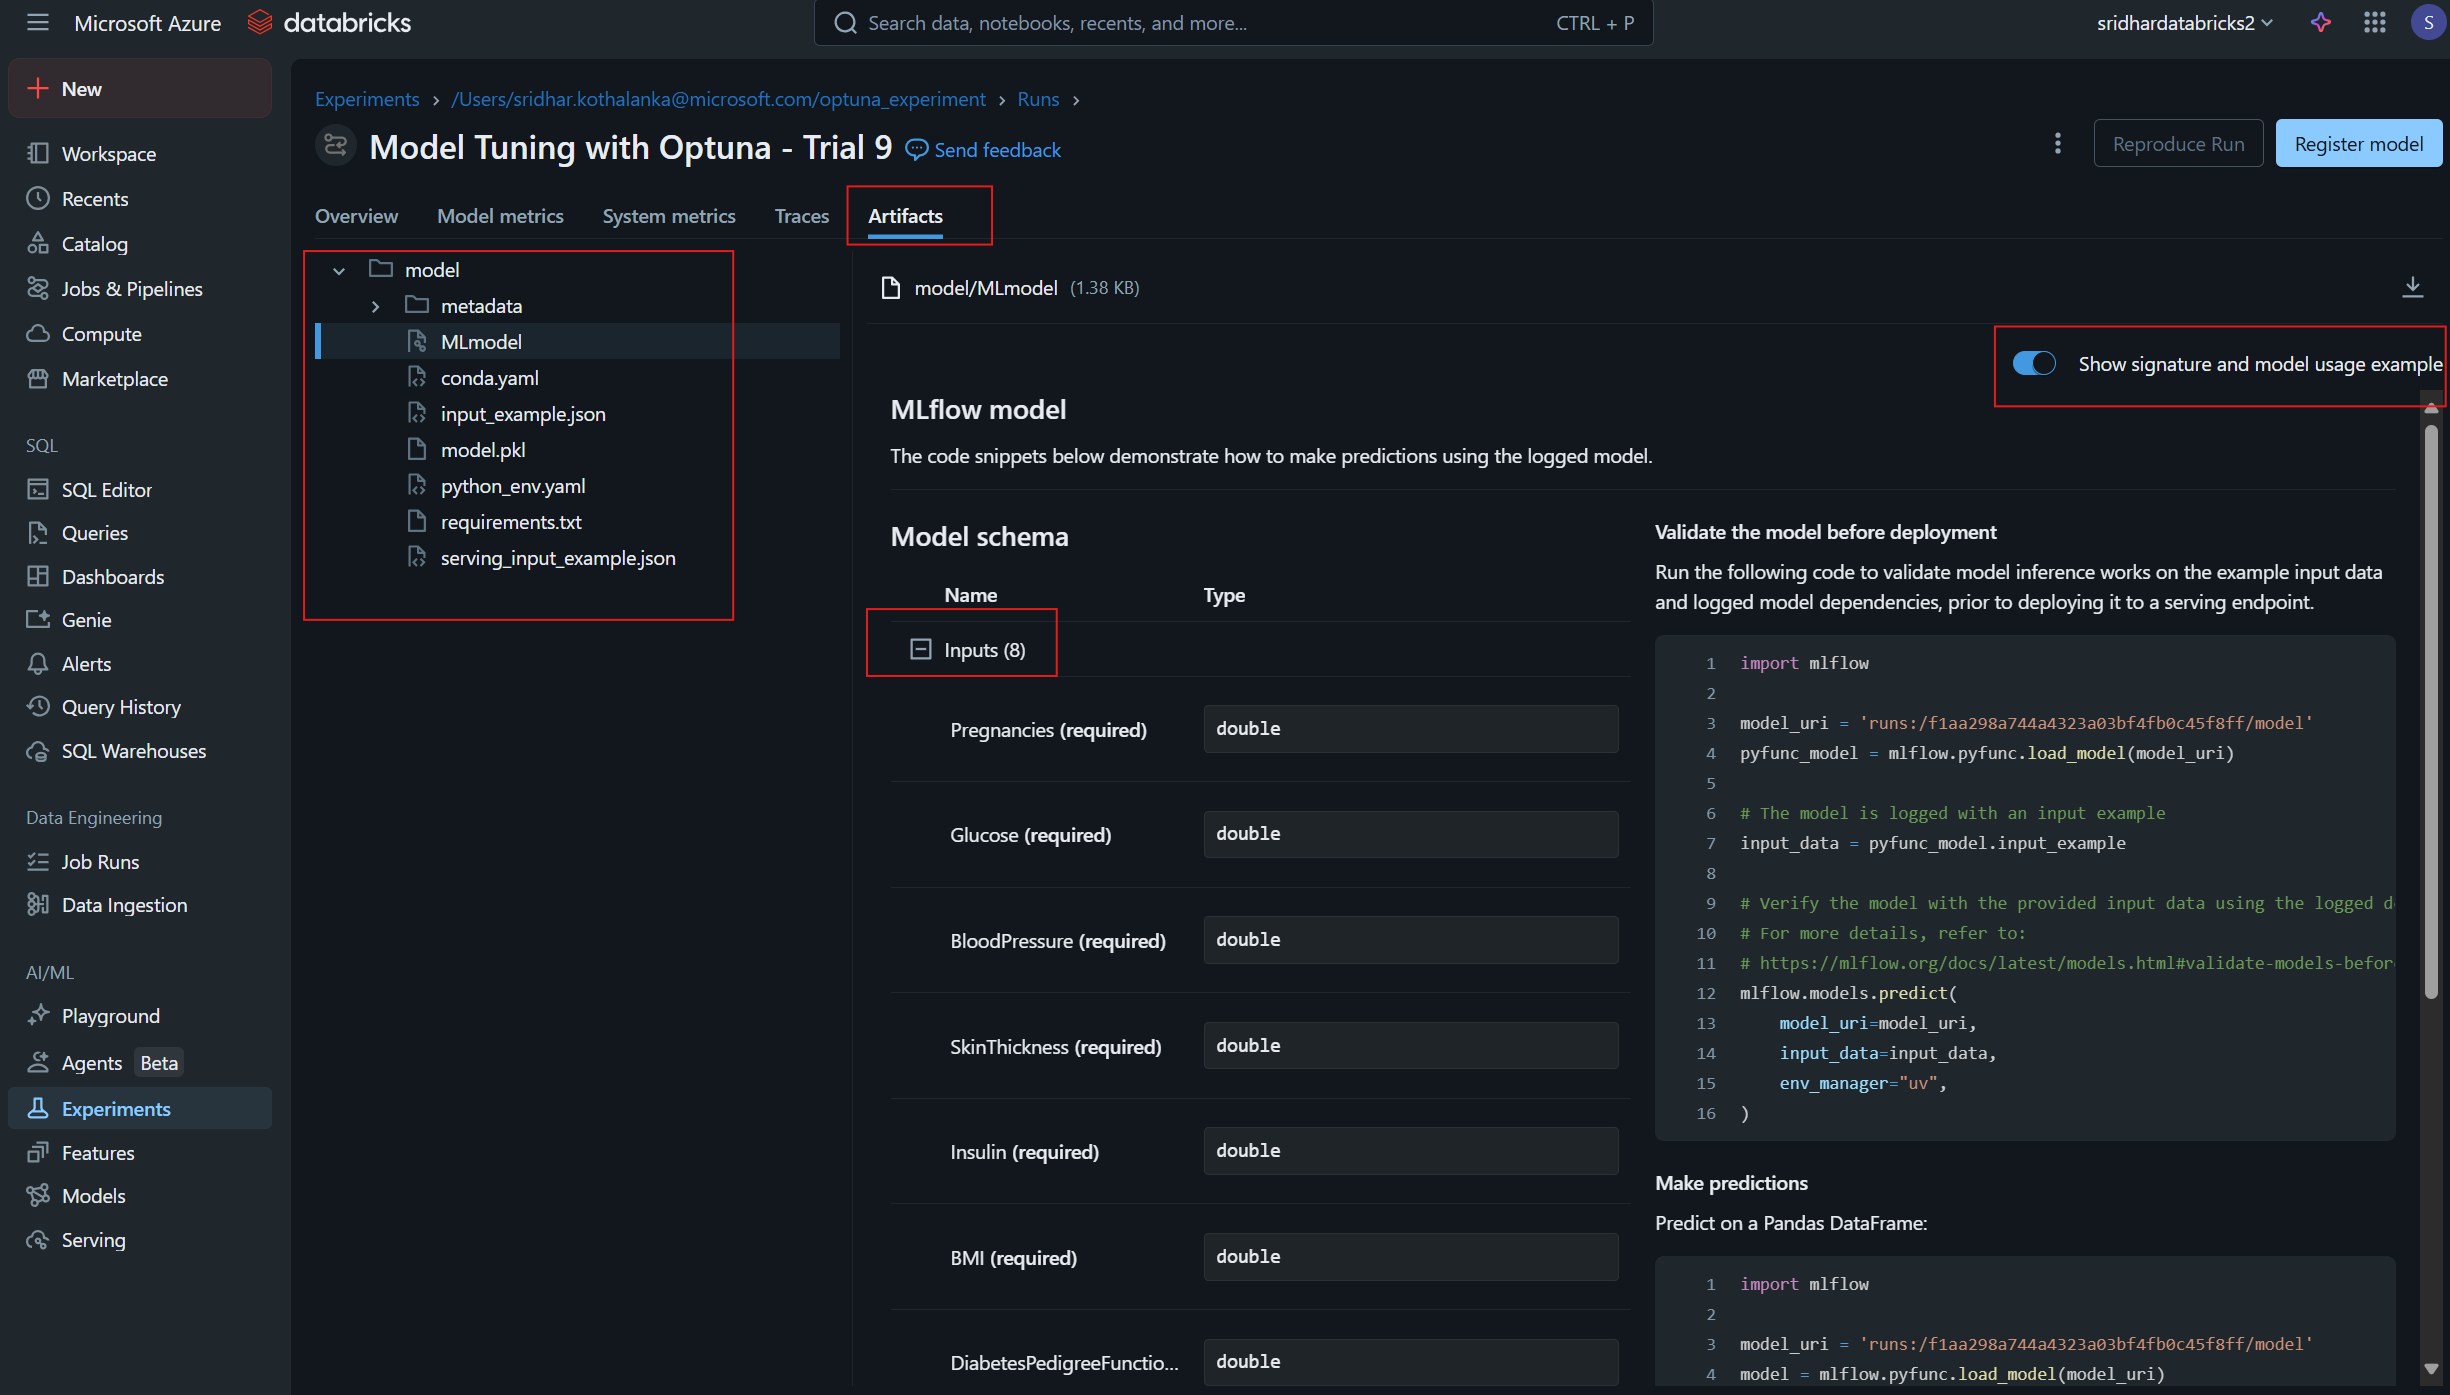 Microsoft Azure databricks
Search data, notebooks, recents, and more... CTRL + P
sridhardatabricks2
S
New
Workspace
Recents
Catalog
Jobs & Pipelines
Compute
Marketplace
SQL
SQL Editor
Queries
Dashboards
Genie
Alerts
Query History
SQL Warehouses
Data Engineering
Job Runs
Data Ingestion
AI/ML
Playground
Agents Beta
Experiments
Features
Models
Serving
Experiments > /Users/sridhar.kothalanka@microsoft.com/optuna_experiment > Runs >
Model Tuning with Optuna - Trial 9 Send feedback
Reproduce Run Register model
Overview Model metrics System metrics Traces Artifacts
model
metadata
MLmodel
conda.yaml
input_example.json
model.pkl
python_env.yaml
requirements.txt
serving_input_example.json
model/MLmodel (1.38 KB)
Show signature and model usage example
MLflow model
The code snippets below demonstrate how to make predictions using the logged model.
Model schema
Name Type
Inputs (8)
Pregnancies (required) double
Glucose (required) double
BloodPressure (required) double
SkinThickness (required) double
Insulin (required) double
BMI (required) double
DiabetesPedigreeFunctio... double
Validate the model before deployment
Run the following code to validate model inference works on the example input data
and logged model dependencies, prior to deploying it to a serving endpoint.
1 import mlflow
2
3 model_uri = 'runs:/f1aa298a744a4323a03bf4fb0c45f8ff/model'
4 pyfunc_model = mlflow.pyfunc.load_model(model_uri)
5
6 # The model is logged with an input example
7 input_data = pyfunc_model.input_example
8
9 # Verify the model with the provided input data using the logged d
10 # For more details, refer to:
11 # https://mlflow.org/docs/latest/models.html#validate-models-befor
12 mlflow.models.predict(
13 model_uri=model_uri,
14 input_data=input_data,
15 env_manager="uv",
16 )
Make predictions
Predict on a Pandas DataFrame:
1 import mlflow
2
3 model_uri = 'runs:/f1aa298a744a4323a03bf4fb0c45f8ff/model'
4 model = mlflow.pyfunc.load_model(model_uri)